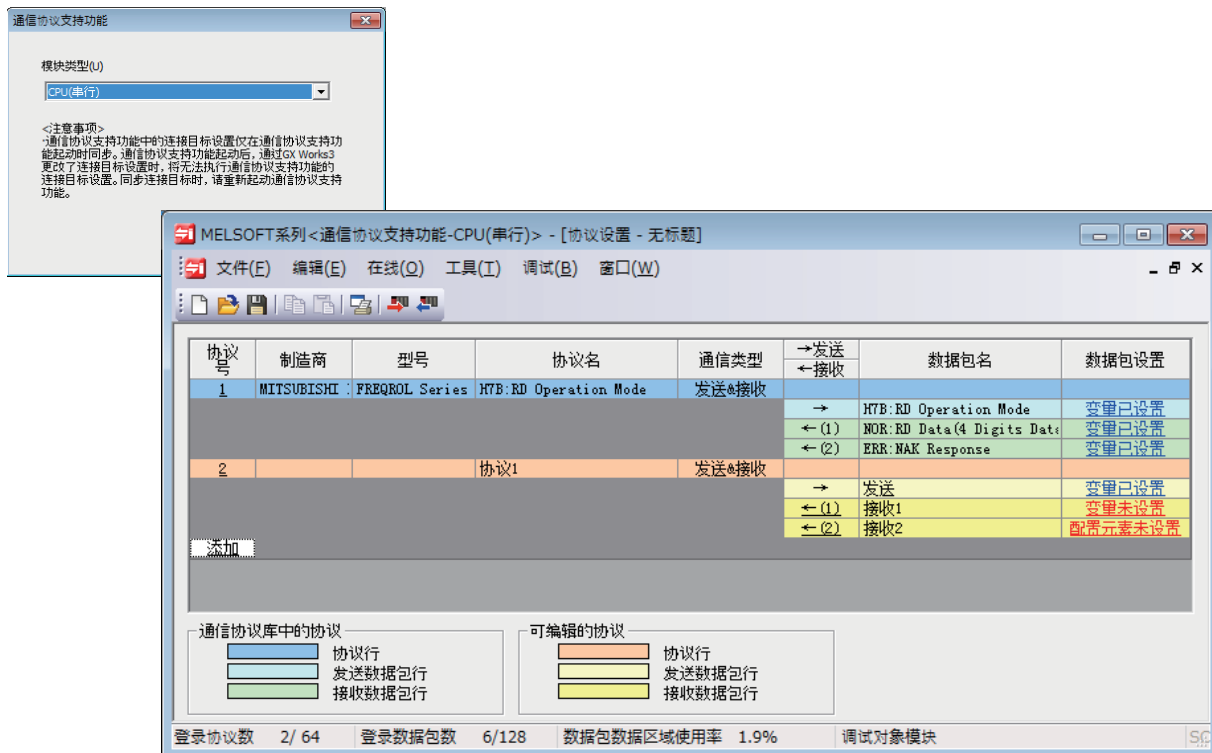 通信协议支持功能
模块类型(U)
CPU(串行)
<注意事项>
·通信协议支持功能中的连接目标设置仅在通信协议支持功
能起动时同步。通信协议支持功能起动后，通过GX Works3
更改了连接目标设置时，将无法执行通信协议支持功能的
连接目标设置。同步连接目标时，请重新起动通信协议支持
功能。
MELSOFT系列<通信协议支持功能-CPU(串行)> - [协议设置 - 无标题]
文件(F) 编辑(E) 在线(O) 工具(T) 调试(B) 窗口(W)
协议号 制造商 型号 协议名 通信类型 →发送 ←接收 数据包名 数据包设置
1 MITSUBISHI FREQROL Series H7B:RD Operation Mode 发送&接收
→ H7B:RD Operation Mode 变量已设置
←(1) NOR:RD Data(4 Digits Data 变量已设置
←(2) ERR:NAK Response 变量已设置
2 协议1 发送&接收
→ 发送 变量已设置
←(1) 接收1 变量未设置
←(2) 接收2 配置元素未设置
添加
通信协议库中的协议
协议行
发送数据包行
接收数据包行
可编辑的协议
协议行
发送数据包行
接收数据包行
登录协议数 2/ 64 登录数据包数 6/128 数据包数据区域使用率 1.9% 调试对象模块